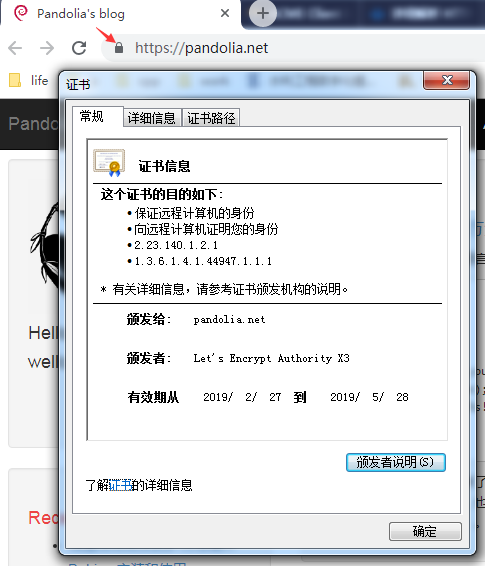 Pandolia's blog
https://pandolia.net
life
证书
常规
详细信息
证书路径
证书信息
这个证书的目的如下:
•保证远程计算机的身份
•向远程计算机证明您的身份
•2.23.140.1.2.1
•1.3.6.1.4.1.44947.1.1.1
* 有关详细信息，请参考证书颁发机构的说明。
颁发给: pandolia.net
颁发者: Let's Encrypt Authority X3
有效期从 2019/ 2/ 27 到 2019/ 5/ 28
颁发者说明(S)
了解证书的详细信息
确定